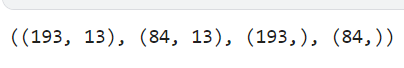 ((193, 13), (84, 13), (193,), (84,))